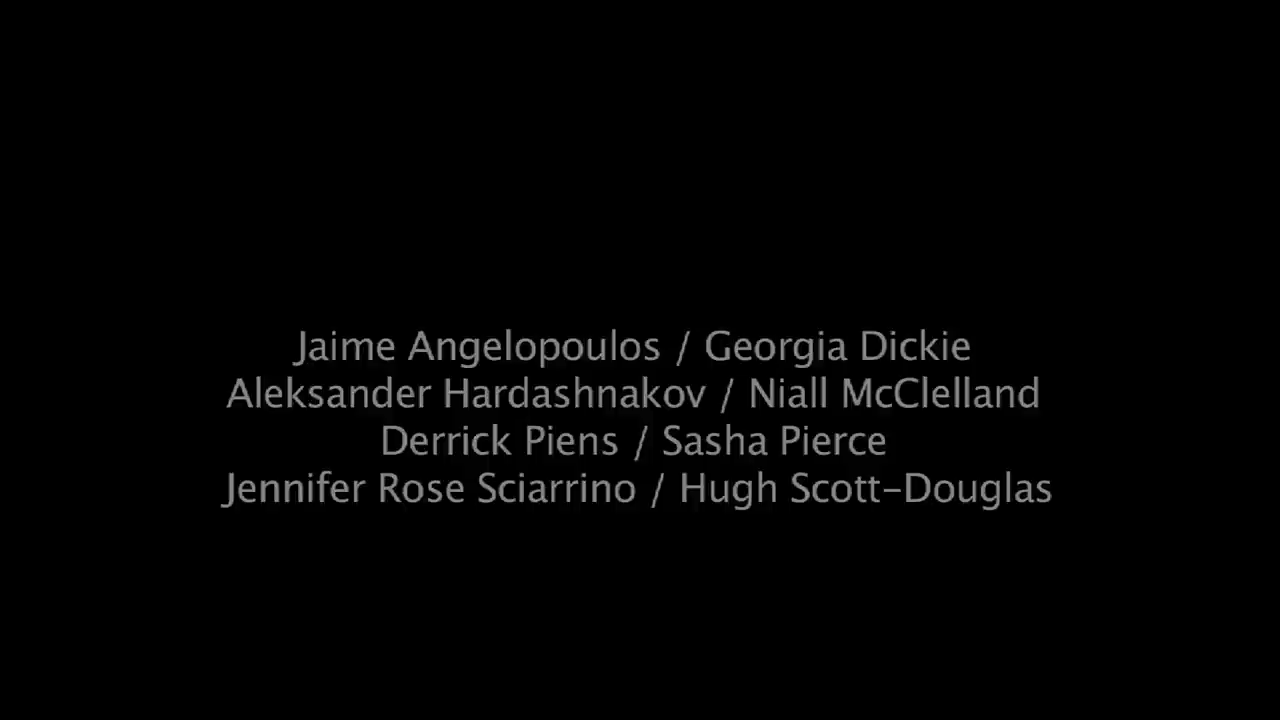 Jaime Angelopoulos / Georgia Dickie
Aleksander Hardashnakov / Niall McClelland
Derrick Piens / Sasha Pierce
Jennifer Rose Sciarrino / Hugh Scott-Douglas